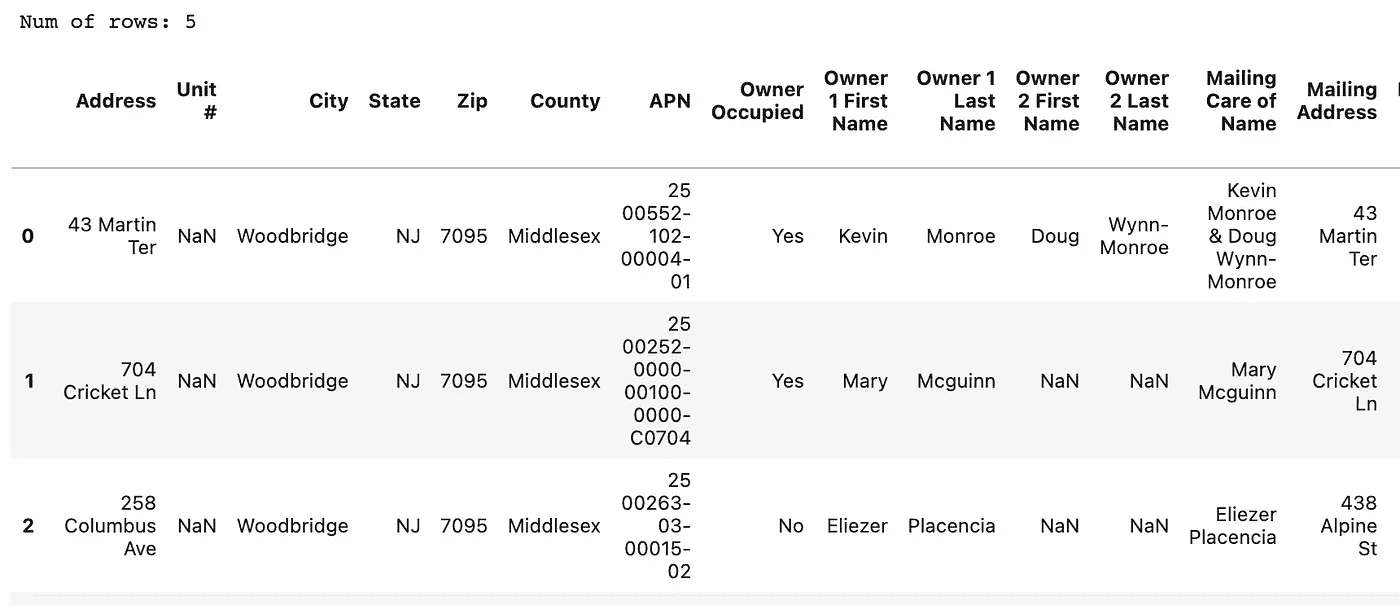 Num of rows: 5
Address Unit # City State Zip County APN Owner Occupied Owner 1 First Name Owner 1 Last Name Owner 2 First Name Owner 2 Last Name Mailing Care of Name Mailing Address
0 43 Martin Ter NaN Woodbridge NJ 7095 Middlesex 25 00552-102-00004-01 Yes Kevin Monroe Doug Wynn-Monroe Kevin Monroe & Doug Wynn-Monroe 43 Martin Ter
1 704 Cricket Ln NaN Woodbridge NJ 7095 Middlesex 25 00252-0000-00100-0000-C0704 Yes Mary Mcguinn NaN NaN Mary Mcguinn 704 Cricket Ln
2 258 Columbus Ave NaN Woodbridge NJ 7095 Middlesex 25 00263-03-00015-02 No Eliezer Placencia NaN NaN Eliezer Placencia 438 Alpine St